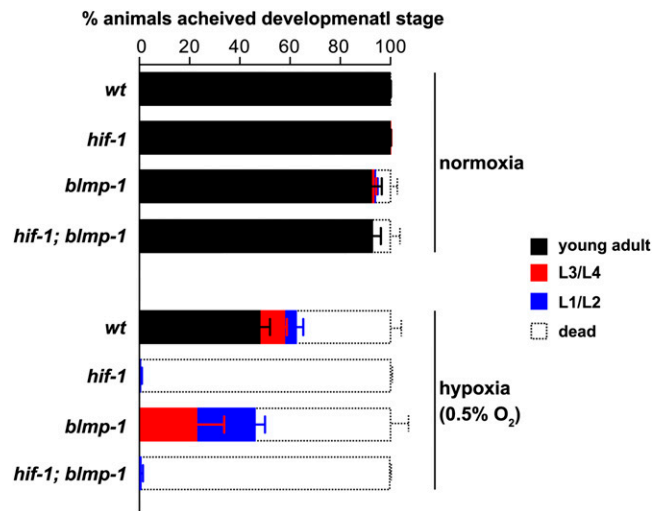 % animals acheived developmenatl stage
0 20 40 60 80 100
wt
hif-1
blmp-1
hif-1; blmp-1
normoxia
young adult
L3/L4
L1/L2
dead
wt
hif-1
blmp-1
hif-1; blmp-1
hypoxia
(0.5% O₂)